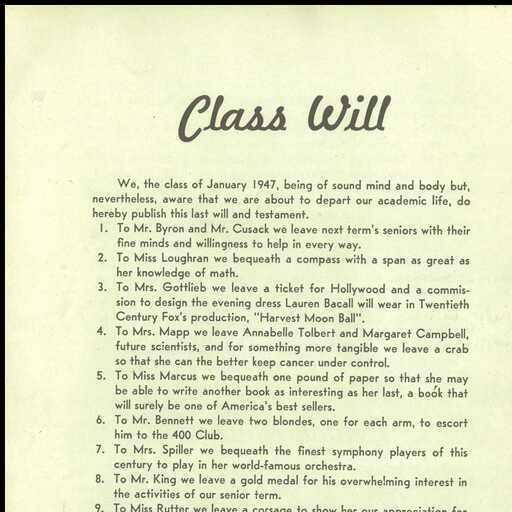 Class Will
We, the class of January 1947, being of sound mind and body but,
nevertheless, aware that we are about to depart our academic life, do
hereby publish this last will and testament.
1. To Mr. Byron and Mr. Cusack we leave next term's seniors with their
fine minds and willingness to help in every way.
2. To Miss Loughran we bequeath a compass with a span as great as
her knowledge of math.
3. To Mrs. Gottlieb we leave a ticket for Hollywood and a commis-
sion to design the evening dress Lauren Bacall will wear in Twentieth
Century Fox's production, "Harvest Moon Ball".
4. To Mrs. Mapp we leave Annabelle Tolbert and Margaret Campbell,
future scientists, and for something more tangible we leave a crab
so that she can the better keep cancer under control.
5. To Miss Marcus we bequeath one pound of paper so that she may
be able to write another book as interesting as her last, a book that
will surely be one of America's best sellers.
6. To Mr. Bennett we leave two blondes, one for each arm, to escort
him to the 400 Club.
7. To Mrs. Spiller we bequeath the finest symphony players of this
century to play in her world-famous orchestra.
8. To Mr. King we leave a gold medal for his overwhelming interest in
the activities of our senior term.
9. To Miss Rutter we leave a corsage to show her our appreciation for